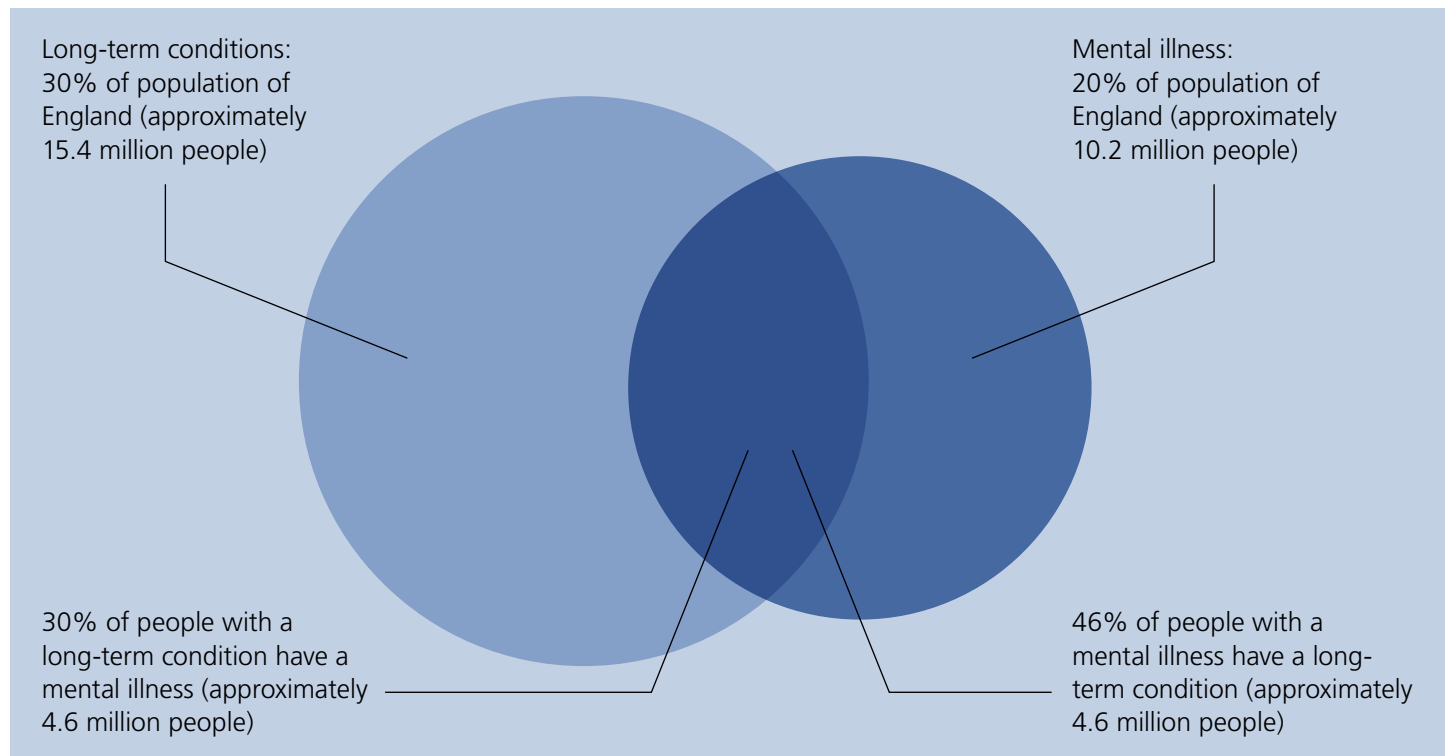 Long-term conditions:
30% of population of
England (approximately
15.4 million people)
Mental illness:
20% of population of
England (approximately
10.2 million people)
30% of people with a
long-term condition have a
mental illness (approximately
4.6 million people)
46% of people with a
mental illness have a long-
term condition (approximately
4.6 million people)